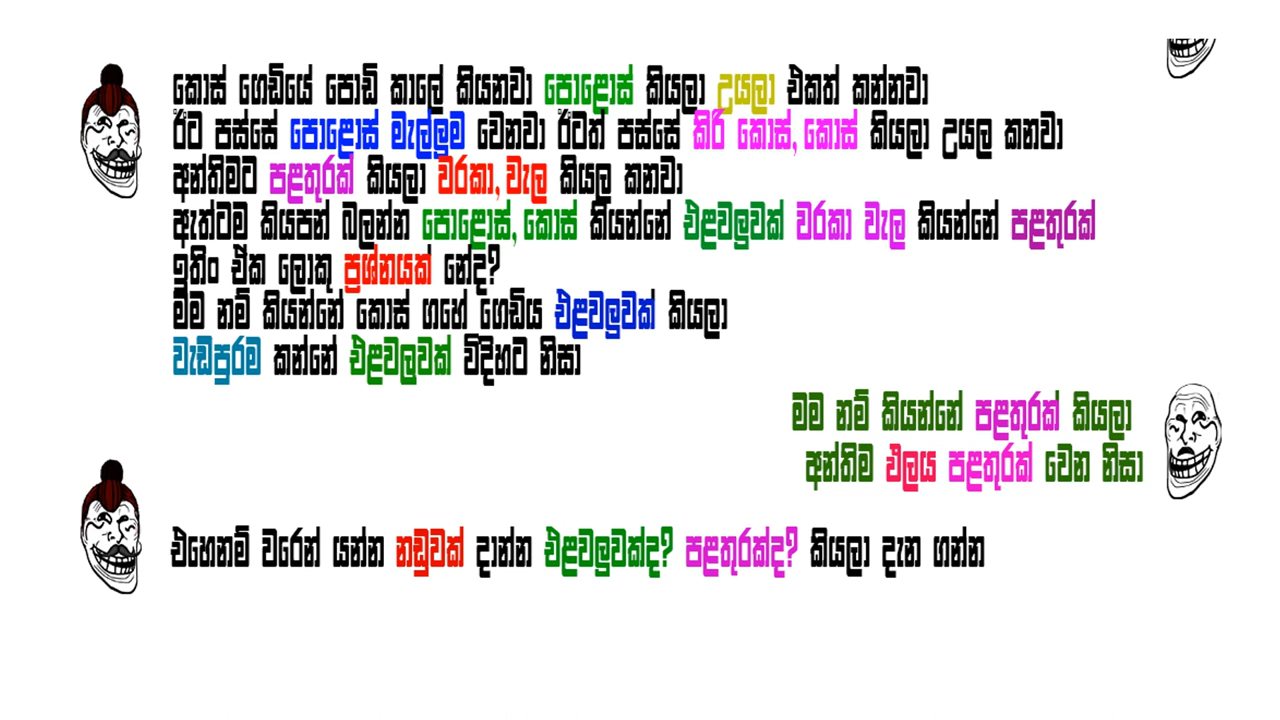 කොස් ගෙඩියේ පොඩි කාලේ කියනවා පොළොස් කියලා උයලා එකත් කන්නවා
ඊට පස්සේ පොළොස් මැල්ලුම වෙනවා ඊටත් පස්සේ කිරි කොස්, කොස් කියලා උයල කනවා
අන්තිමට පළතුරක් කියලා වරකා, වැල කියල කනවා
ඇත්ටම කියපන් බලන්න පොළොස්, කොස් කියන්නේ එළවලුවක් වරකා වැල කියන්නේ පළතුරක්
ඉතිං ඒක ලොකු ප්‍රශ්නයක් නේද?
මම නම් කියන්නේ කොස් ගහේ ගෙඩිය එළවලුවක් කියලා
වැඩිපුරම කන්නේ එළවලුවක් විදිහට නිසා
මම නම් කියන්නේ පළතුරක් කියලා
අන්තිම ඵලය පළතුරක් වෙන නිසා
එහෙනම් වරෙන් යන්න නඩුවක් දාන්න එළවලුවක්ද? පළතුරක්ද? කියලා දැන ගන්න